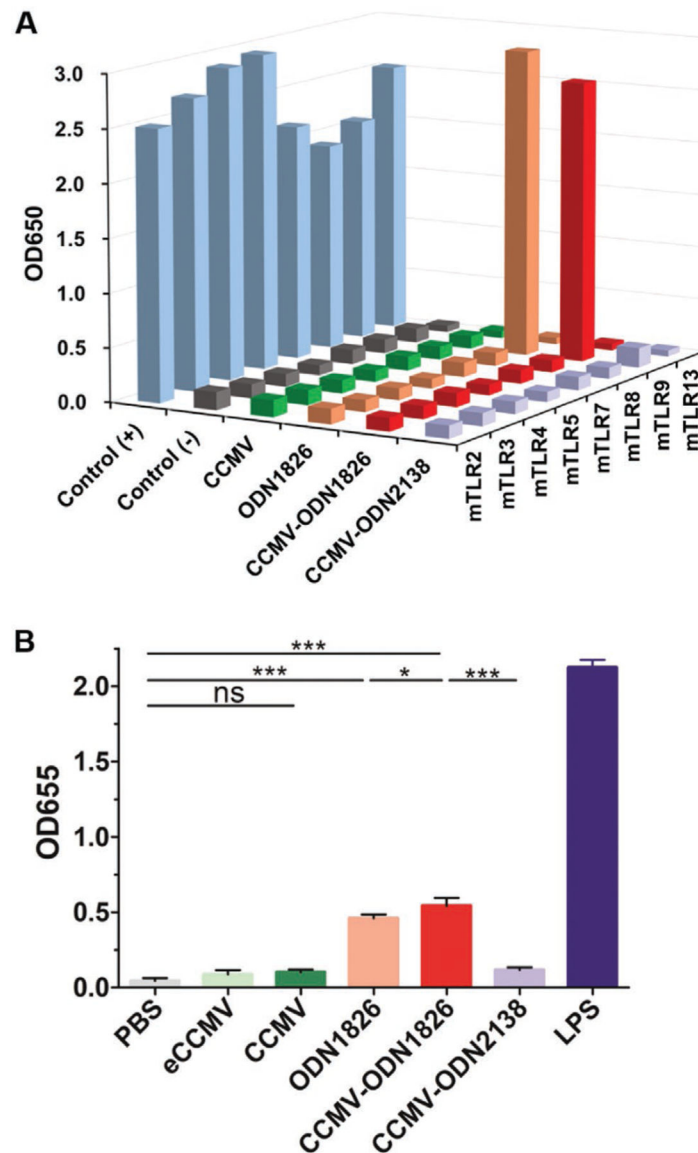 A
3.0
2.5
2.0
1.5
1.0
0.5
0.0
OD650
Control (+)
Control (-)
CCMV
ODN1826
CCMV-ODN1826
CCMV-ODN2138
mTLR2
mTLR3
mTLR4
mTLR5
mTLR7
mTLR8
mTLR9
mTLR13
B
***
*** * ***
ns
2.0
1.5
1.0
0.5
0.0
OD655
PBS
eCCMV
CCMV
ODN1826
CCMV-ODN1826
CCMV-ODN2138
LPS